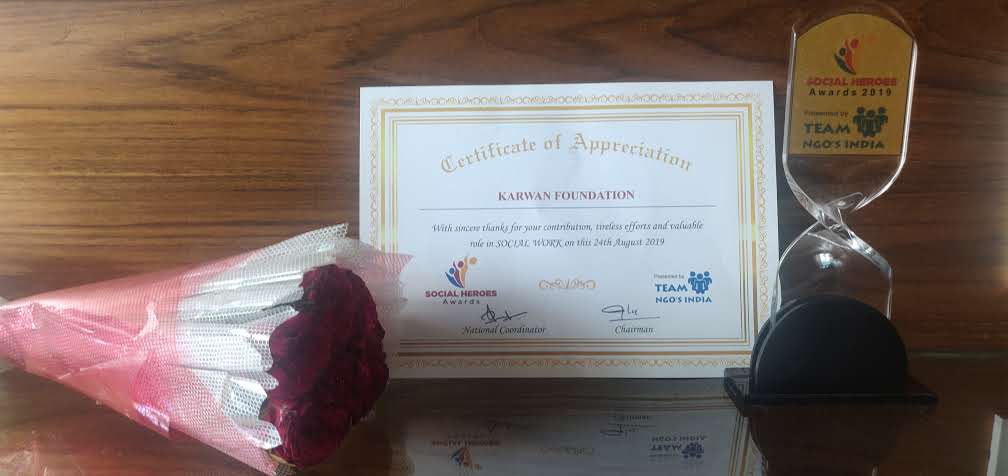 Certificate of Appreciation
KARWAN FOUNDATION
With sincere thanks for your contribution, tireless efforts and valuable
role in SOCIAL WORK on this 24th August 2019
SOCIAL HEROES
Awards
Presented by
TEAM
NGO'S INDIA
National Coordinator
Chairman
SOCIAL HEROES
Awards 2019
Presented by
TEAM
NGO'S INDIA